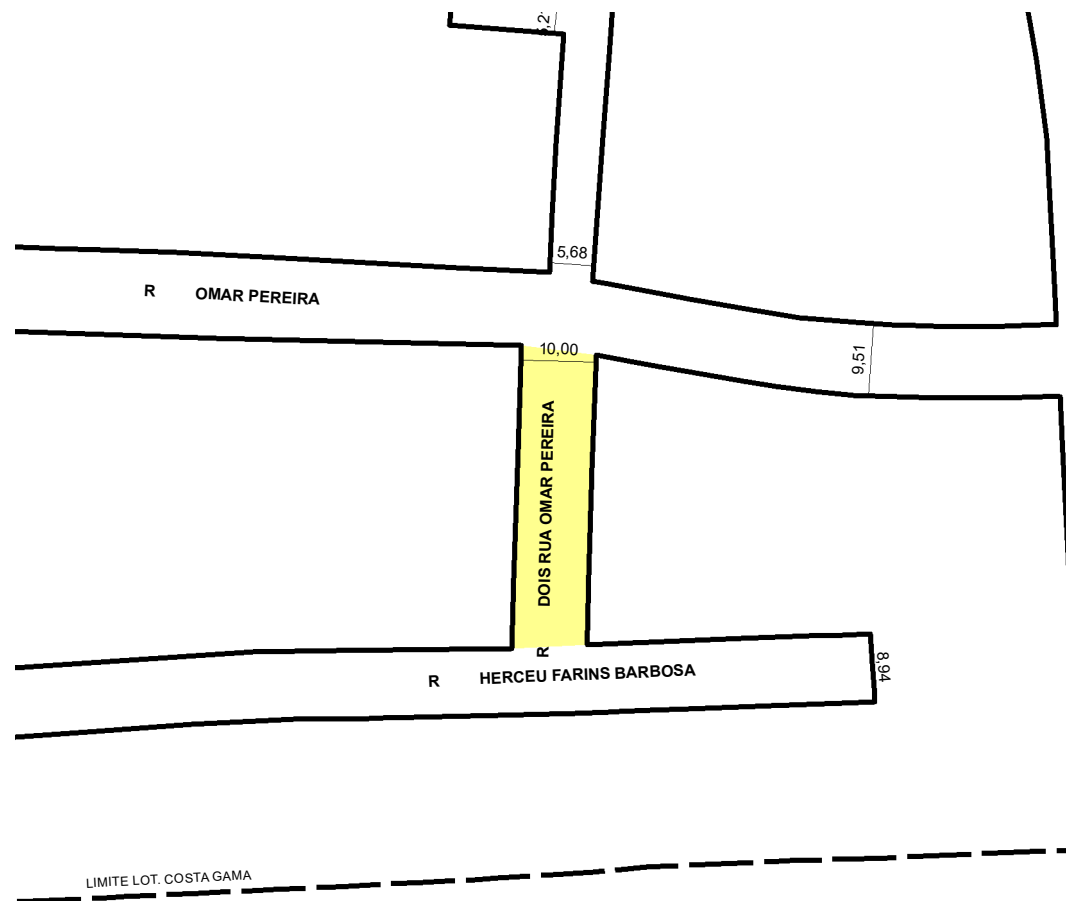 5,68
R OMAR PEREIRA
10,00
9,51
R DOIS RUA OMAR PEREIRA
R HERCEU FARINS BARBOSA
8,94
LIMITE LOT. COSTA GAMA